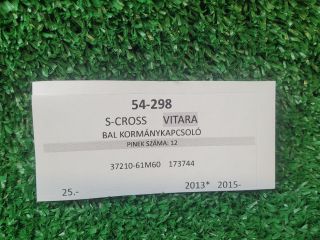 54-298
S-CROSS VITARA
BAL KORMÁNYKAPCSOLÓ
PINEK SZÁMA: 12
37210-61M60 173744
25.- 2013* 2015-